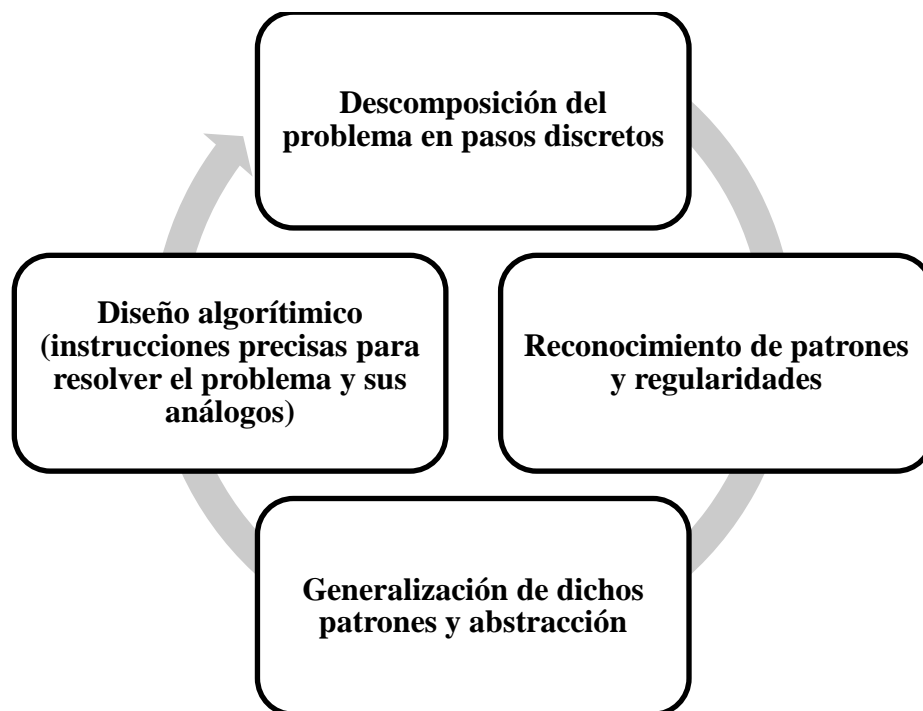 Descomposición del
problema en pasos discretos
Reconocimiento de patrones
y regularidades
Generalización de dichos
patrones y abstracción
Diseño algorítimico
(instrucciones precisas para
resolver el problema y sus
análogos)